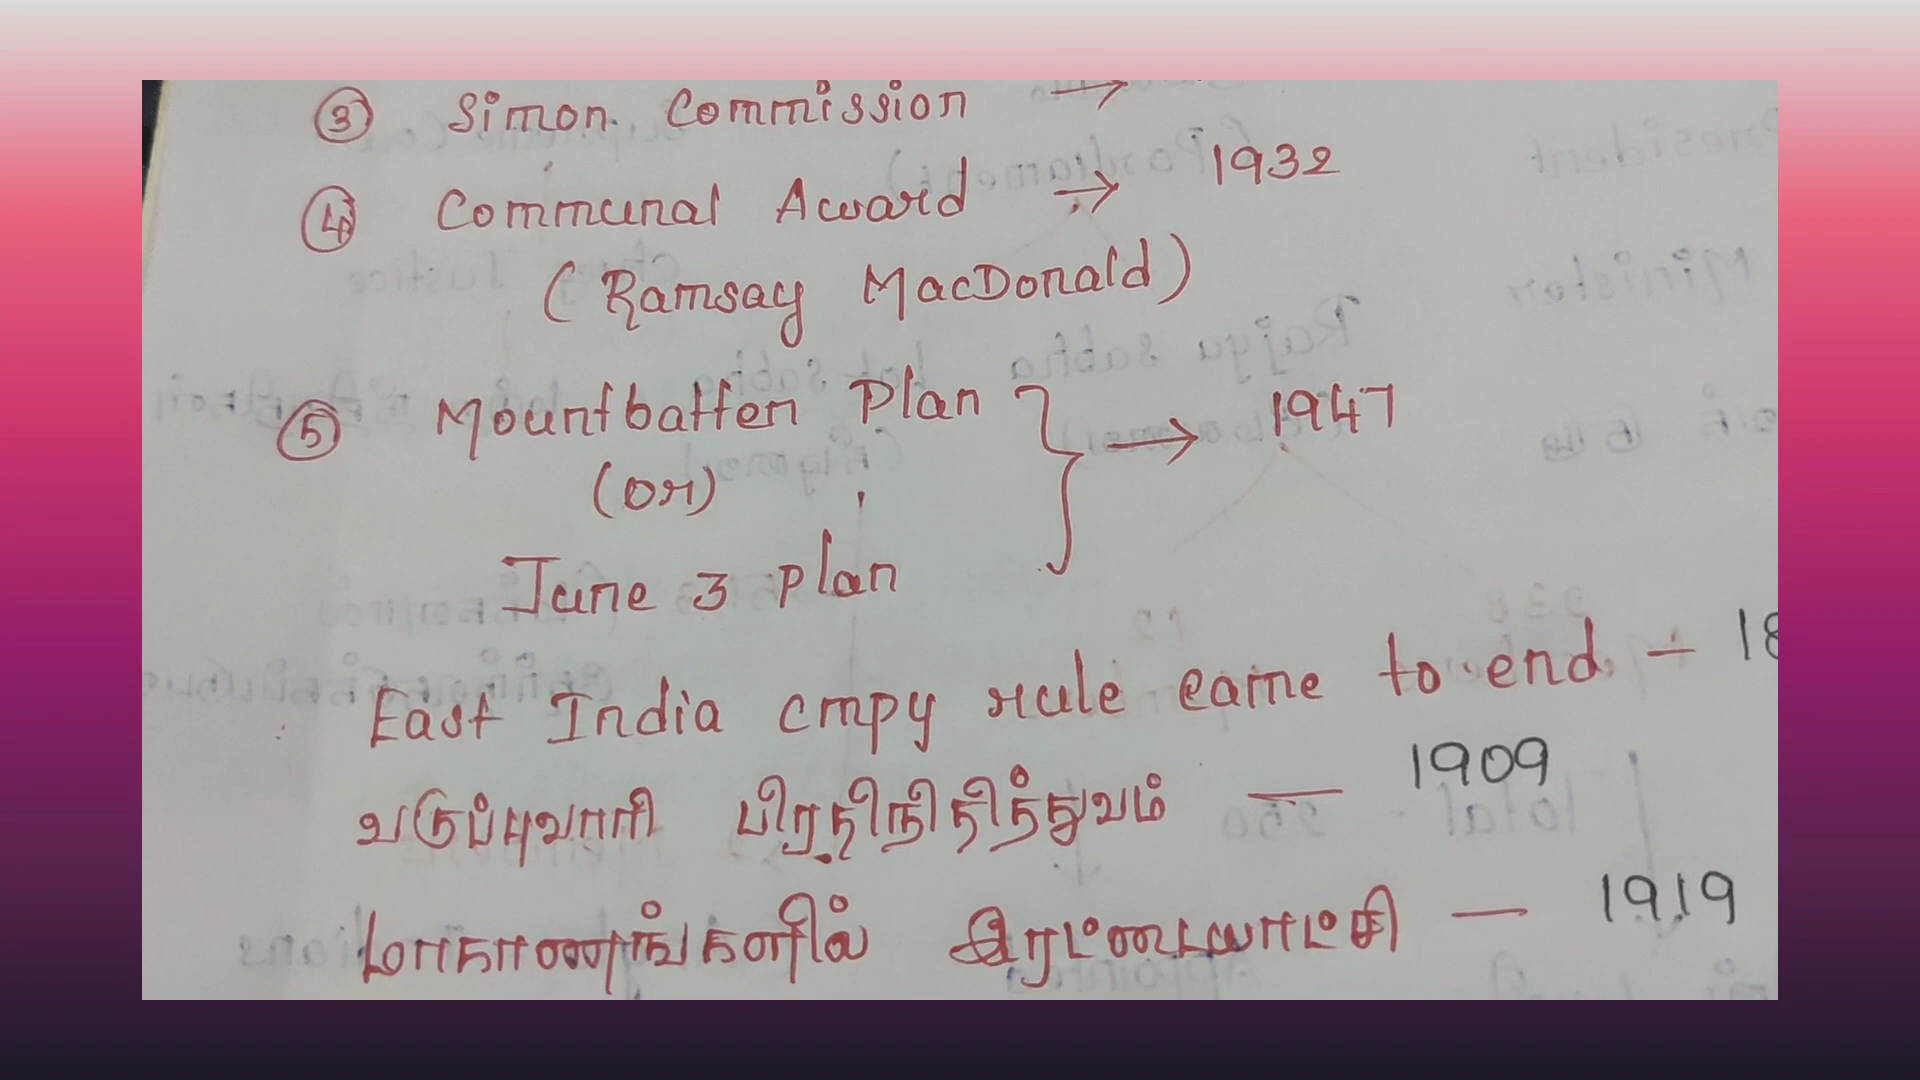 ③ Simon Commission →
④ Communal Award → 1932
(Ramsay MacDonald)
⑤ Mountbatten Plan
(or)
→ 1947
June 3 plan
East India cmpy rule came to end – 18
வகுப்புவாரி பிரதிநிதித்துவம் — 1909
மாகாணங்களில் இரட்டையாட்சி — 1919